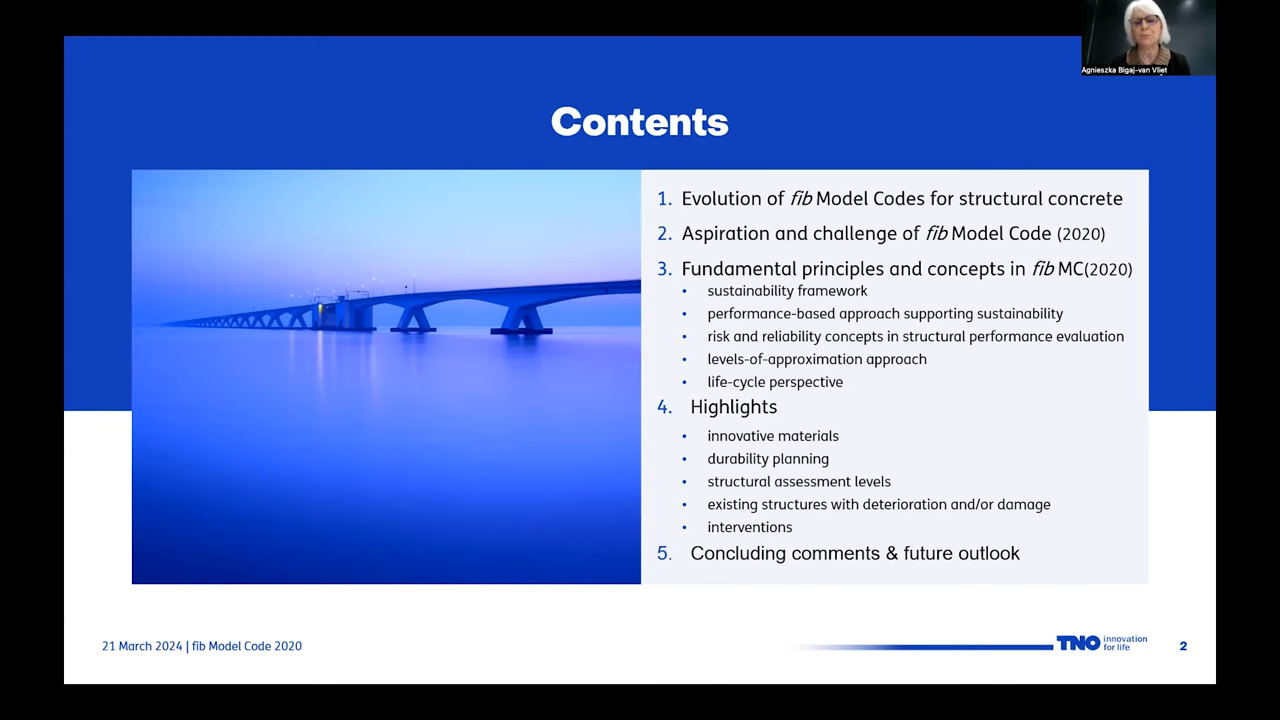 Agnieszka Bigaj-van Vliet
Contents
1. Evolution of fib Model Codes for structural concrete
2. Aspiration and challenge of fib Model Code (2020)
3. Fundamental principles and concepts in fib MC(2020)
• sustainability framework
• performance-based approach supporting sustainability
• risk and reliability concepts in structural performance evaluation
• levels-of-approximation approach
• life-cycle perspective
4. Highlights
• innovative materials
• durability planning
• structural assessment levels
• existing structures with deterioration and/or damage
• interventions
5. Concluding comments & future outlook
21 March 2024 | fib Model Code 2020
TNO innovation
for life
2